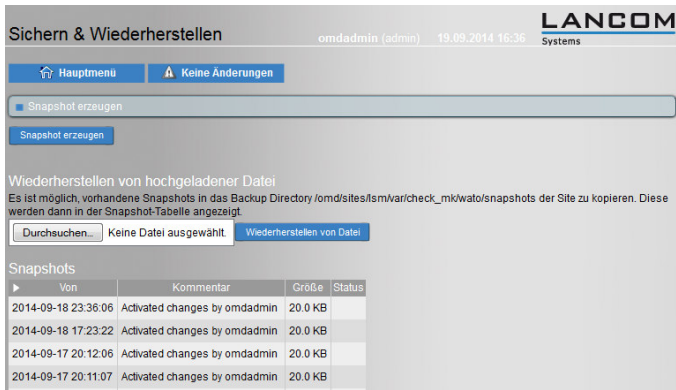 Sichern & Wiederherstellen
omdadmin (admin) 19.09.2014 16:36
LANCOM
Systems
Hauptmenü
Keine Änderungen
Snapshot erzeugen
Snapshot erzeugen
Wiederherstellen von hochgeladener Datei
Es ist möglich, vorhandene Snapshots in das Backup Directory /omd/sites/lsm/var/check_mk/wato/snapshots der Site zu kopieren. Diese
werden dann in der Snapshot-Tabelle angezeigt.
Durchsuchen... Keine Datei ausgewählt. Wiederherstellen von Datei
Snapshots
Von Kommentar Größe Status
2014-09-18 23:36:06 Activated changes by omdadmin 20.0 KB
2014-09-18 17:23:22 Activated changes by omdadmin 20.0 KB
2014-09-17 20:12:06 Activated changes by omdadmin 20.0 KB
2014-09-17 20:11:07 Activated changes by omdadmin 20.0 KB